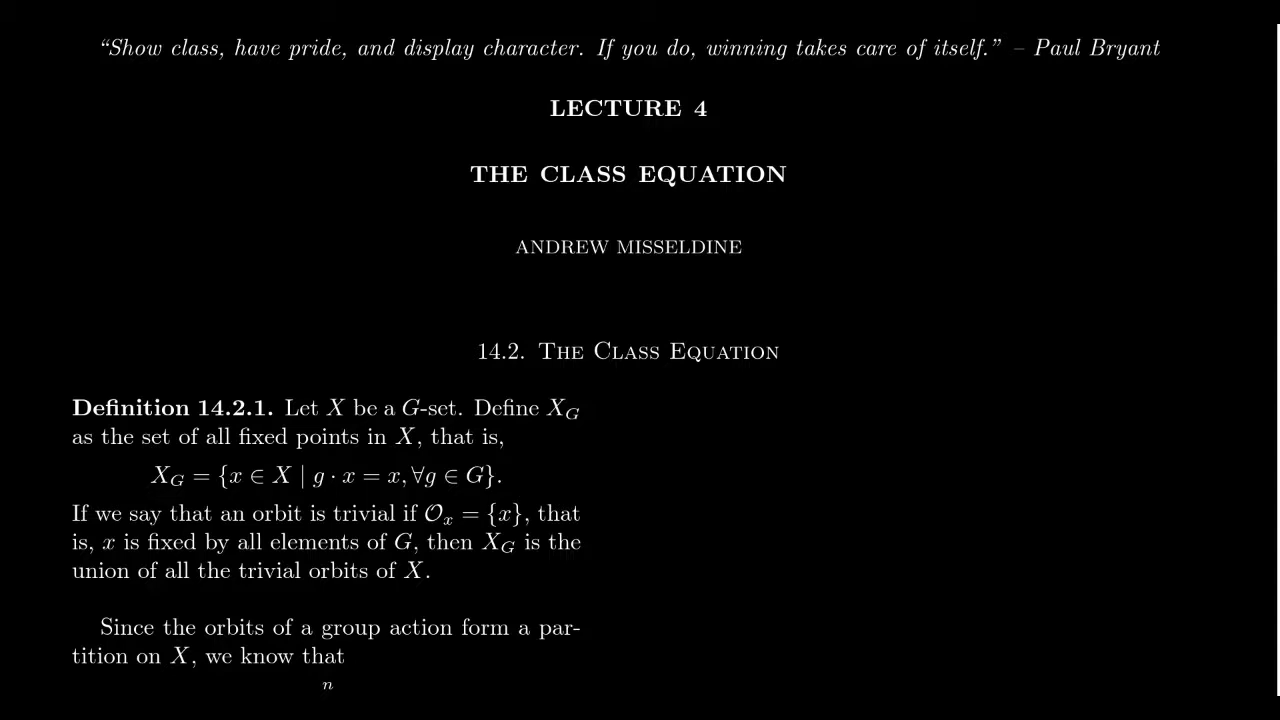 “Show class, have pride, and display character. If you do, winning takes care of itself.” – Paul Bryant
LECTURE 4
THE CLASS EQUATION
ANDREW MISSELDINE
14.2. The Class Equation
Definition 14.2.1. Let X be a G-set. Define X_G
as the set of all fixed points in X, that is,
X_G = {x ∈ X | g · x = x, ∀g ∈ G}.
If we say that an orbit is trivial if 𝒪_x = {x}, that
is, x is fixed by all elements of G, then X_G is the
union of all the trivial orbits of X.
Since the orbits of a group action form a par-
tition on X, we know that
n